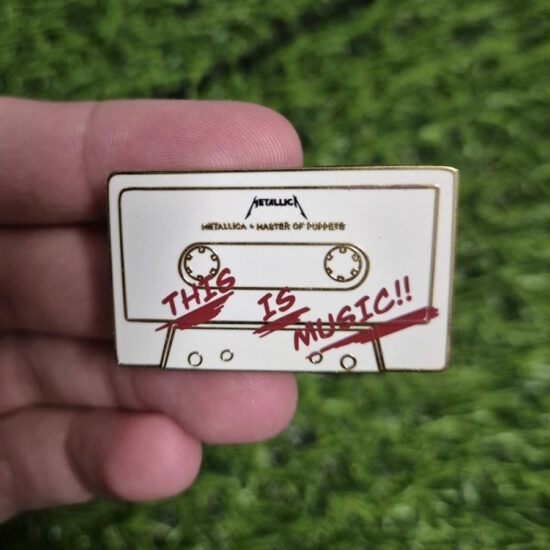 METALLICA
METALLICA • MASTER OF PUPPETS
THIS IS MUSIC!!